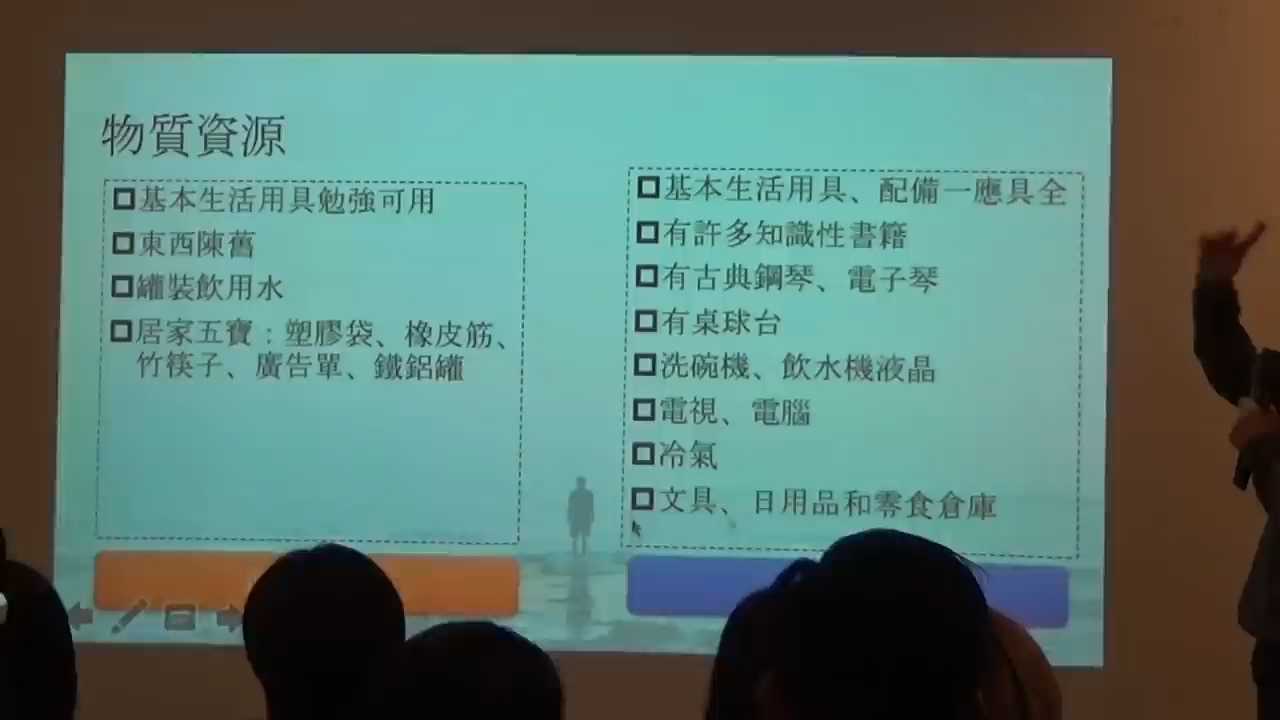 物質資源
基本生活用具勉強可用
東西陳舊
罐裝飲用水
居家五寶：塑膠袋、橡皮筋、
竹筷子、廣告單、鐵鋁罐
基本生活用具、配備一應具全
有許多知識性書籍
有古典鋼琴、電子琴
有桌球台
洗碗機、飲水機液晶
電視、電腦
冷氣
文具、日用品和零食倉庫